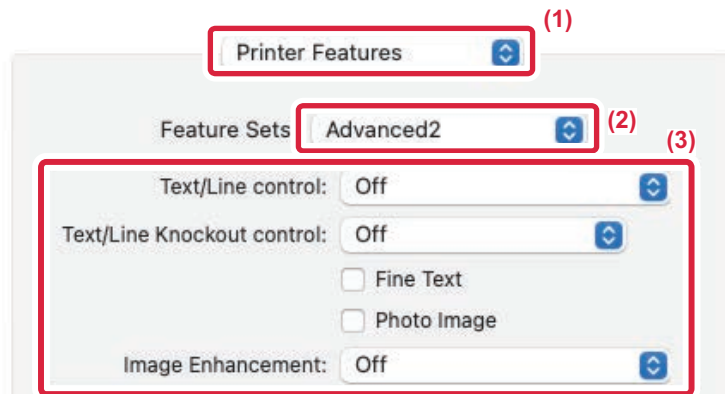 (1)
Printer Features
Feature Sets Advanced2 (2)
(3)
Text/Line control: Off
Text/Line Knockout control: Off
Fine Text
Photo Image
Image Enhancement: Off